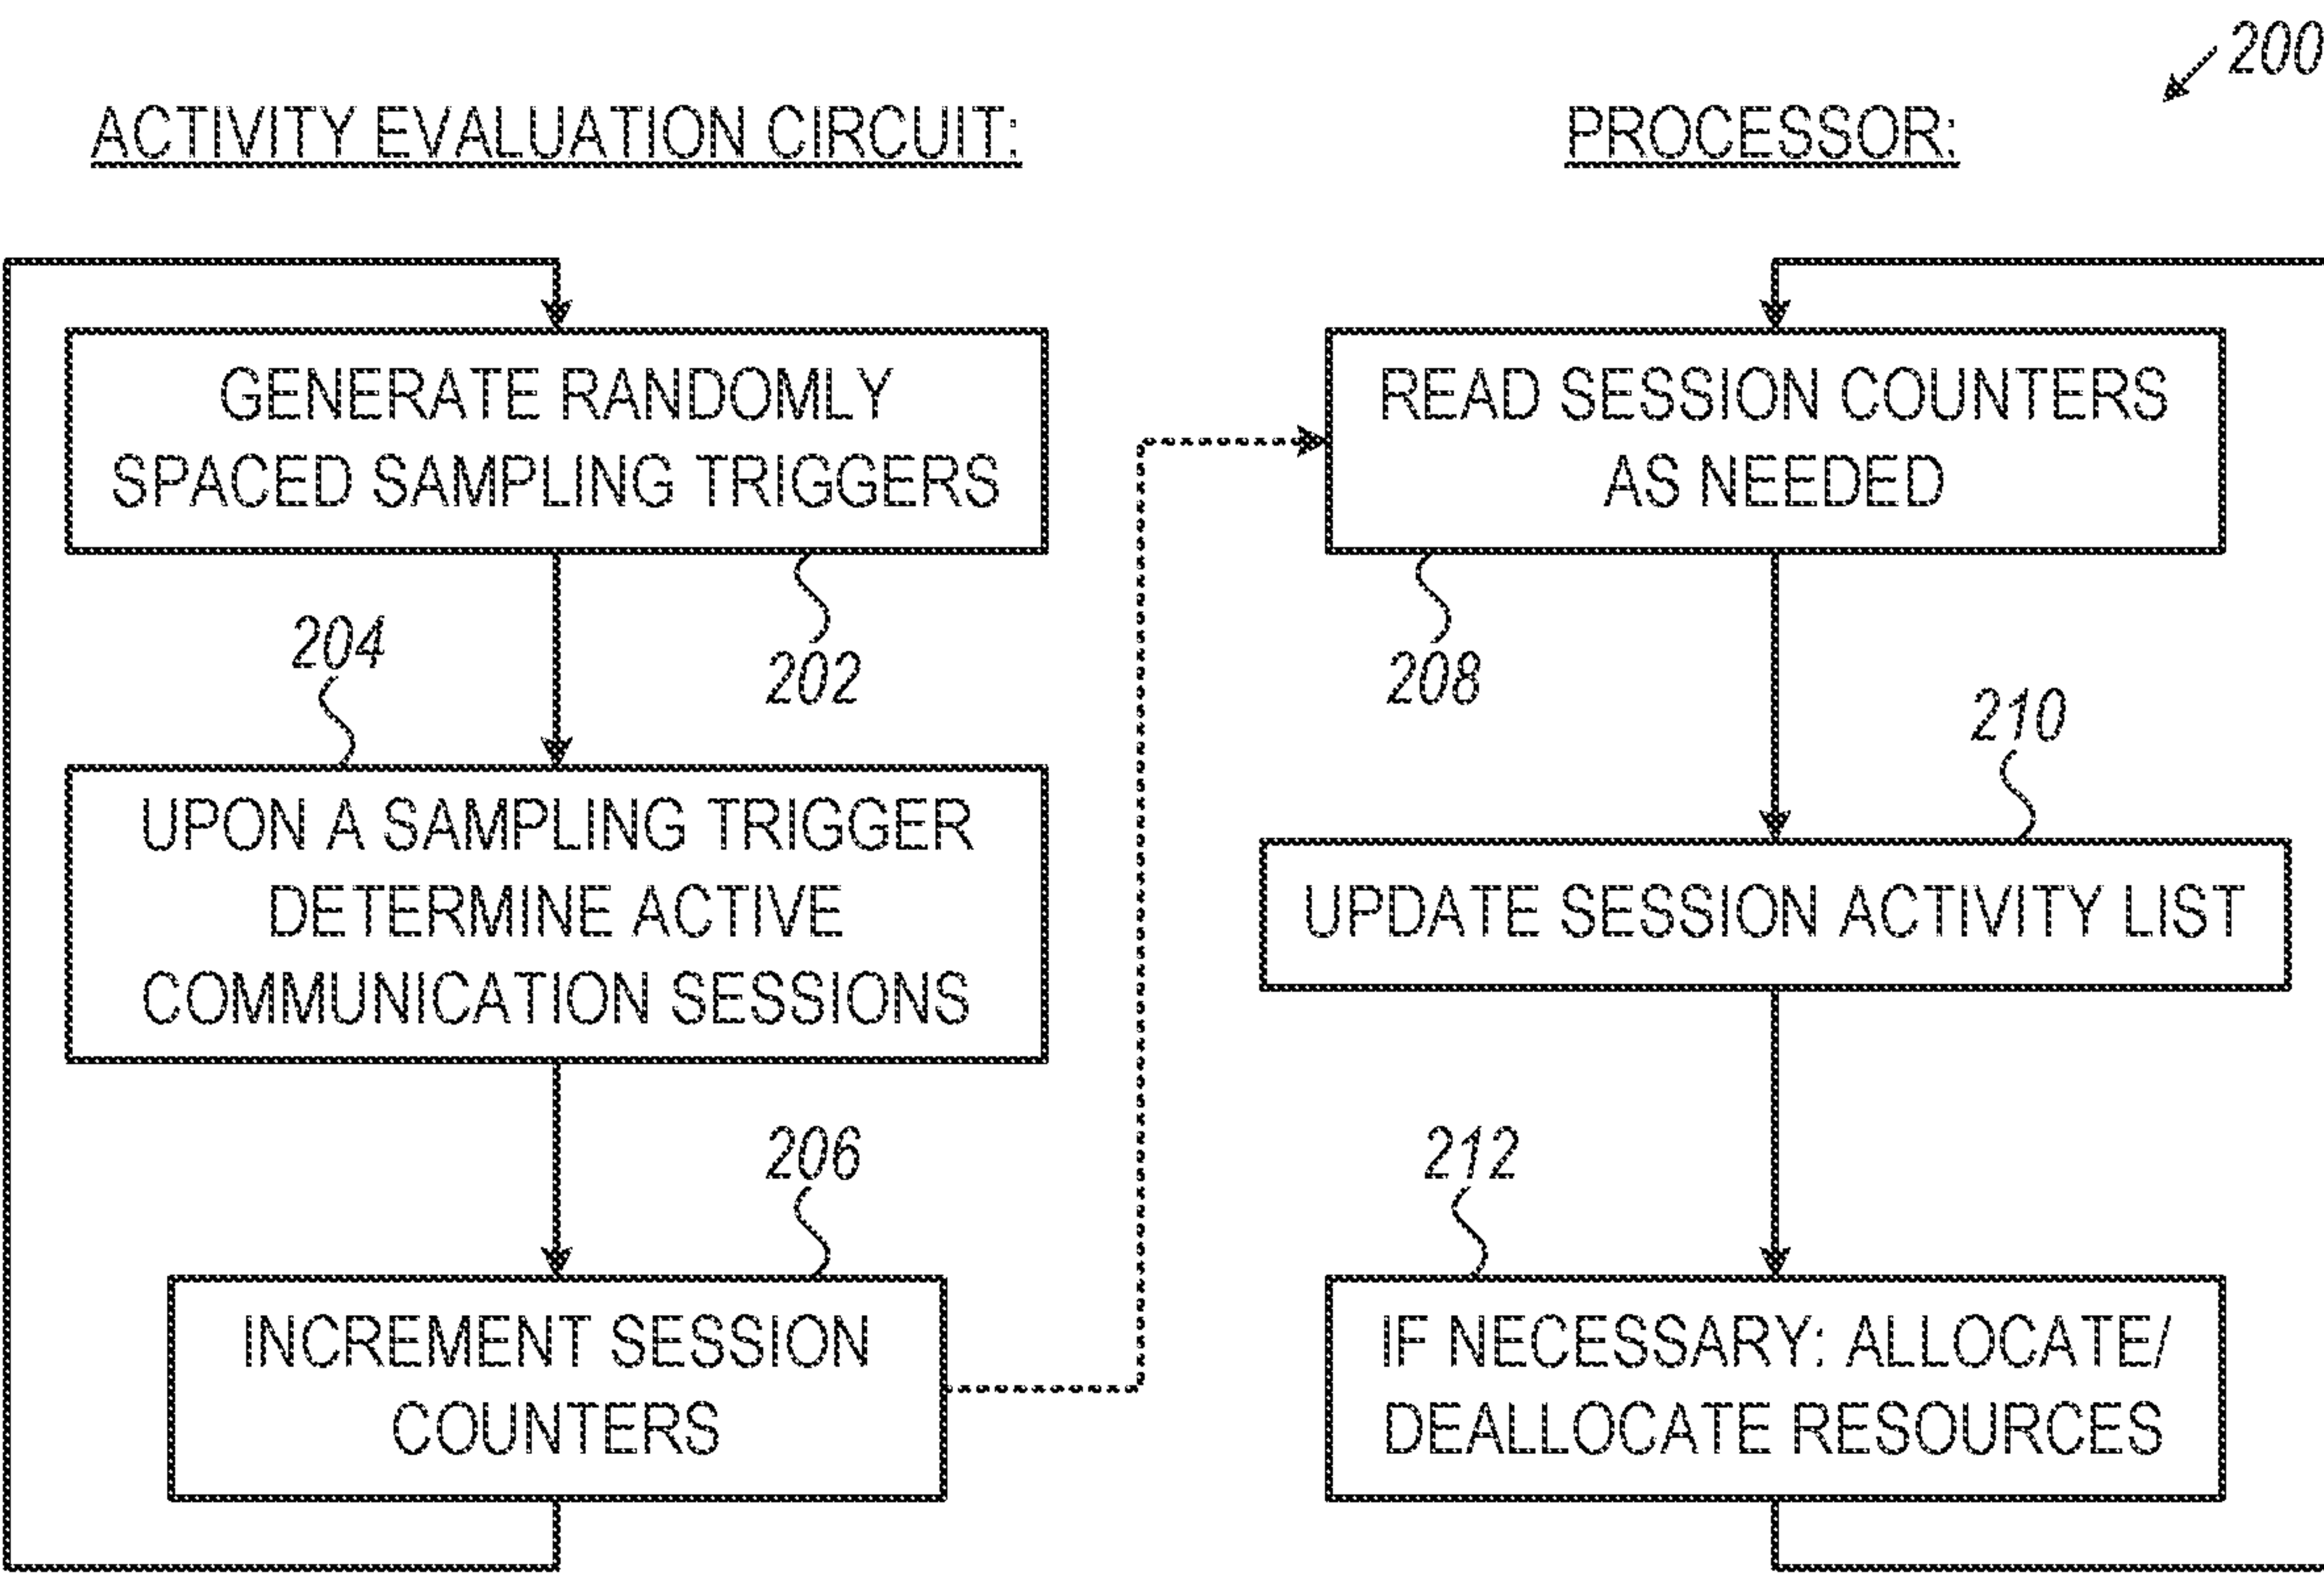 200
ACTIVITY EVALUATION CIRCUIT:
GENERATE RANDOMLY
SPACED SAMPLING TRIGGERS
202
204
UPON A SAMPLING TRIGGER
DETERMINE ACTIVE
COMMUNICATION SESSIONS
206
INCREMENT SESSION
COUNTERS
PROCESSOR:
READ SESSION COUNTERS
AS NEEDED
208
210
UPDATE SESSION ACTIVITY LIST
212
IF NECESSARY: ALLOCATE/
DEALLOCATE RESOURCES